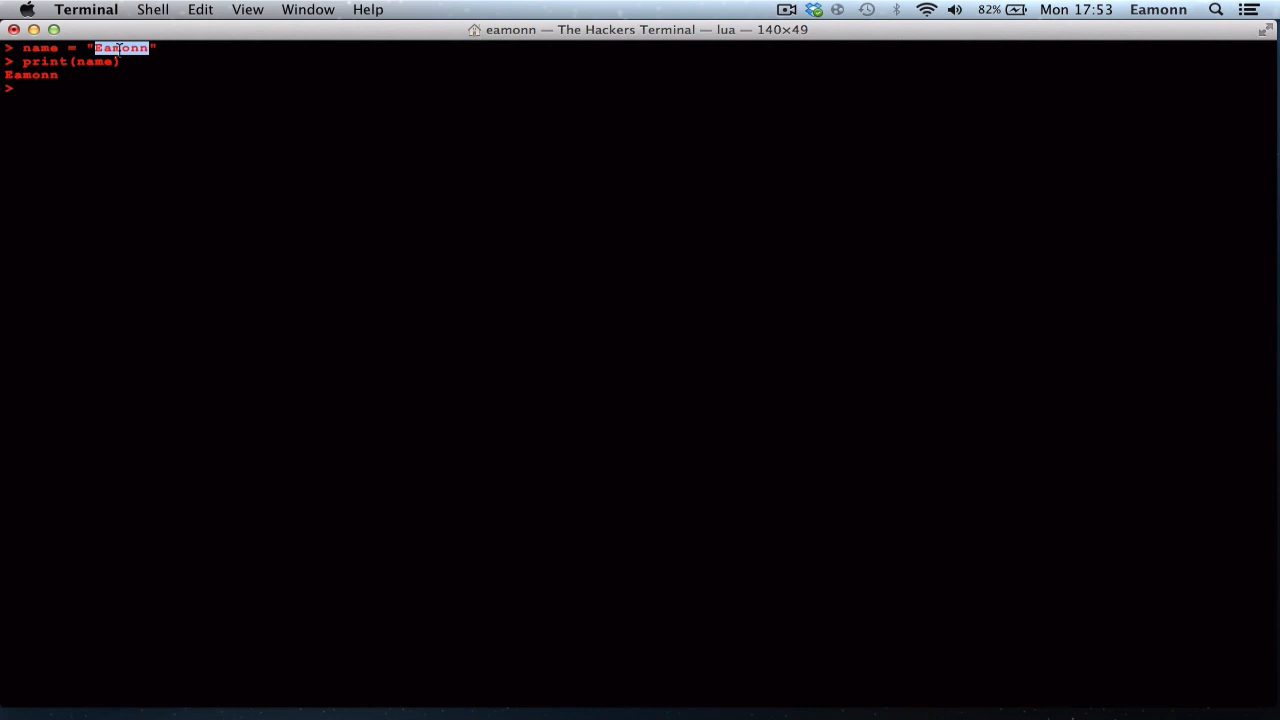 Terminal Shell Edit View Window Help 82% Mon 17:53 Eamonn
eamonn — The Hackers Terminal — lua — 140×49
> name = "Eamonn"
> print(name)
Eamonn
>